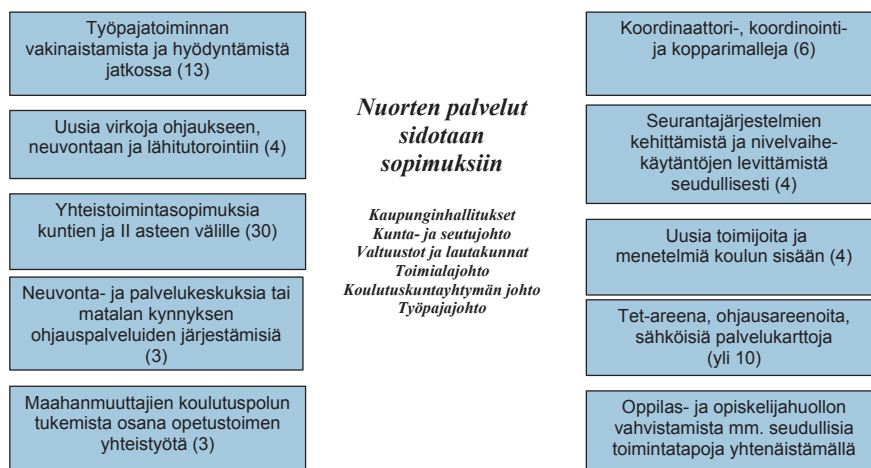 Työpajatoiminnan
vakinaistamista ja hyödyntämistä
jatkossa (13)
Uusia virkoja ohjaukseen,
neuvontaan ja lähitutorointiin (4)
Yhteistoimintasopimuksia
kuntien ja II asteen välille (30)
Neuvonta- ja palvelukeskuksia tai
matalan kynnyksen
ohjauspalveluiden järjestämisiä
(3)
Maahanmuuttajien koulutuspolun
tukemista osana opetustoimen
yhteistyötä (3)
Nuorten palvelut
sidotaan
sopimuksiin
Kaupunginhallitukset
Kunta- ja seutujohto
Valtuustot ja lautakunnat
Toimialajohto
Koulutuskuntayhtymän johto
Työpajajohto
Koordinaattori-, koordinointi-
ja kopparimalleja (6)
Seurantajärjestelmien
kehittämistä ja nivelvaihe-
käytäntöjen levittämistä
seudullisesti (4)
Uusia toimijoita ja
menetelmiä koulun sisään (4)
Tet-areena, ohjausareenoita,
sähköisiä palvelukarttoja
(yli 10)
Oppilas- ja opiskelijahuollon
vahvistamista mm. seudullisia
toimintatapoja yhtenäistämällä